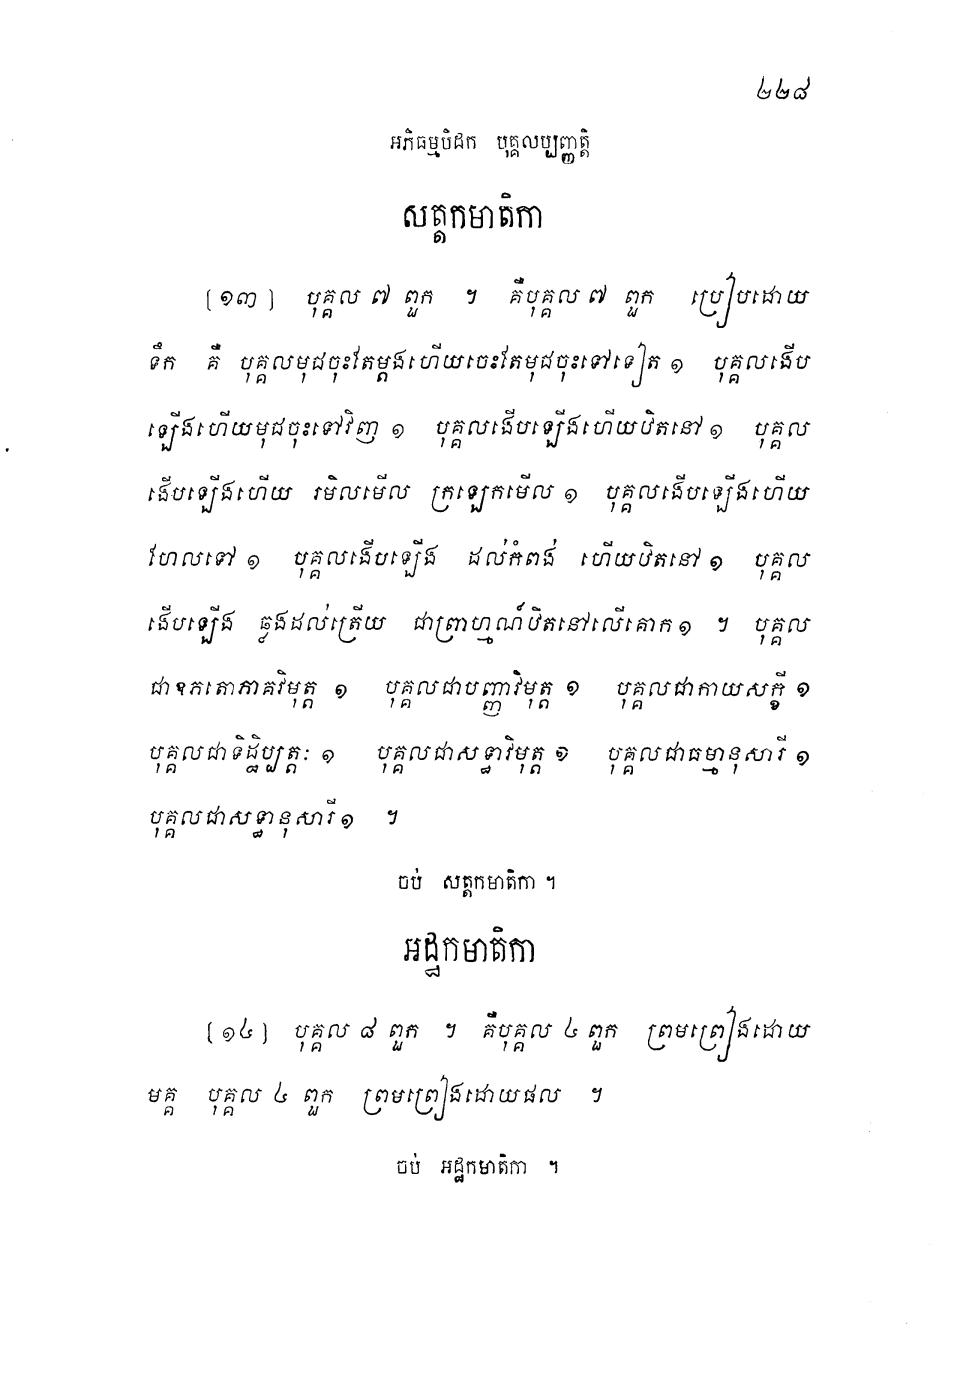 ២២៨
អភិធម្មបិដក បុគ្គលប្បញ្ញត្តិ
សត្តកមាតិកា
(១៣) បុគ្គល ៧ ពួក ។ គឺបុគ្គល ៧ ពួក ប្រៀបដោយ
ទឹក គឺ បុគ្គលមុជចុះតែម្តងហើយចេះតែមុជចុះទៅទៀត ១ បុគ្គលងើប
ឡើងហើយមុជចុះទៅវិញ ១ បុគ្គលងើបឡើងហើយឋិតនៅ ១ បុគ្គល
ងើបឡើងហើយ រមិលមើល ក្រឡេកមើល ១ បុគ្គលងើបឡើងហើយ
ហែលទៅ ១ បុគ្គលងើបឡើង ដល់កំពង់ ហើយឋិតនៅ ១ បុគ្គល
ងើបឡើង ឆ្លងដល់ត្រើយ ជាព្រាហ្មណ៍ឋិតនៅលើគោក ១ ។ បុគ្គល
ជាឧភតោភាគវិមុត្ត ១ បុគ្គលជាបញ្ញាវិមុត្ត ១ បុគ្គលជាកាយសក្ខី ១
បុគ្គលជាទិដ្ឋិប្បត្តៈ ១ បុគ្គលជាសទ្ធាវិមុត្ត ១ បុគ្គលជាធម្មានុសារី ១
បុគ្គលជាសទ្ធានុសារី ១ ។
ចប់ សត្តកមាតិកា ។
អដ្ឋកមាតិកា
(១៤) បុគ្គល ៨ ពួក ។ គឺបុគ្គល ៤ ពួក ព្រមព្រៀងដោយ
មគ្គ បុគ្គល ៤ ពួក ព្រមព្រៀងដោយផល ។
ចប់ អដ្ឋកមាតិកា ។